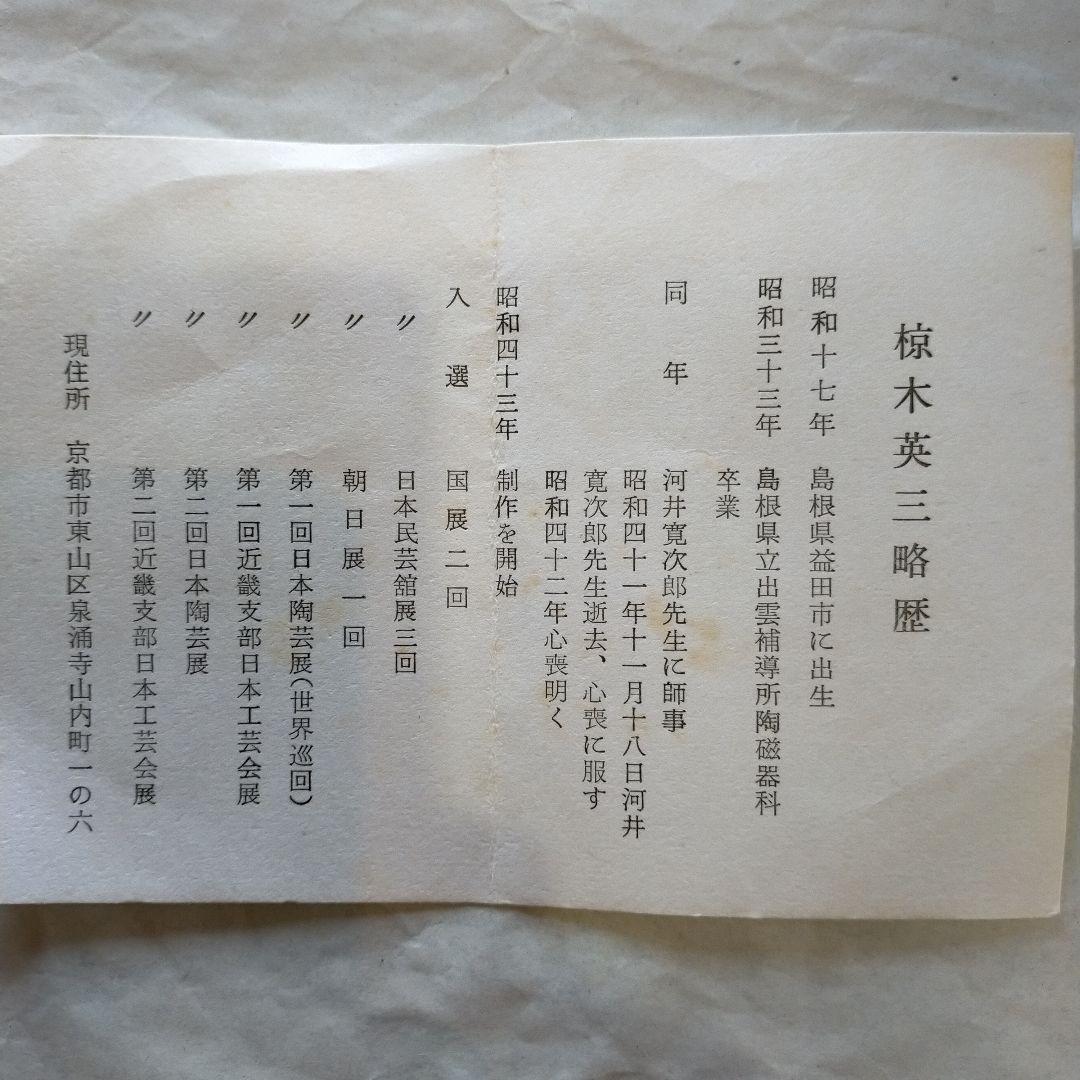 椋木英三略歴
昭和十七年 島根県益田市に出生
昭和三十三年 島根県立出雲補導所陶磁器科
卒業
同年 河井寛次郎先生に師事
昭和四十一年十一月十八日河井
寛次郎先生逝去、心喪に服す
昭和四十二年心喪明く
昭和四十三年 制作を開始
入選 国展二回
〃 日本民芸舘展三回
〃 朝日展一回
〃 第一回日本陶芸展(世界巡回)
〃 第一回近畿支部日本工芸会展
〃 第二回日本陶芸展
〃 第二回近畿支部日本工芸会展
現住所 京都市東山区泉涌寺山内町一の六